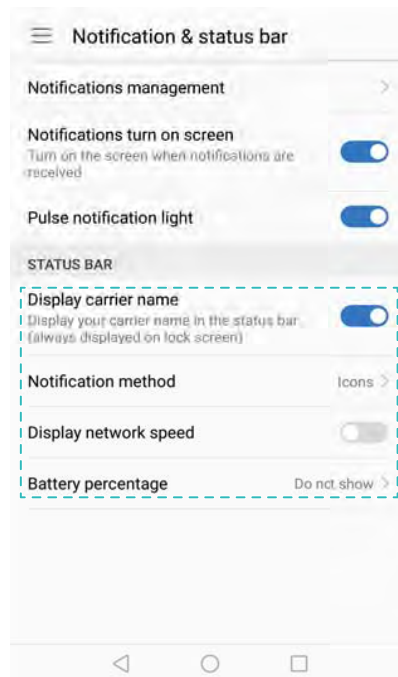 Notification & status bar
Notifications management
Notifications turn on screen
Turn on the screen when notifications are
received
Pulse notification light
STATUS BAR
Display carrier name
Display your carrier name in the status bar
(always displayed on lock screen)
Notification method Icons
Display network speed
Battery percentage Do not show